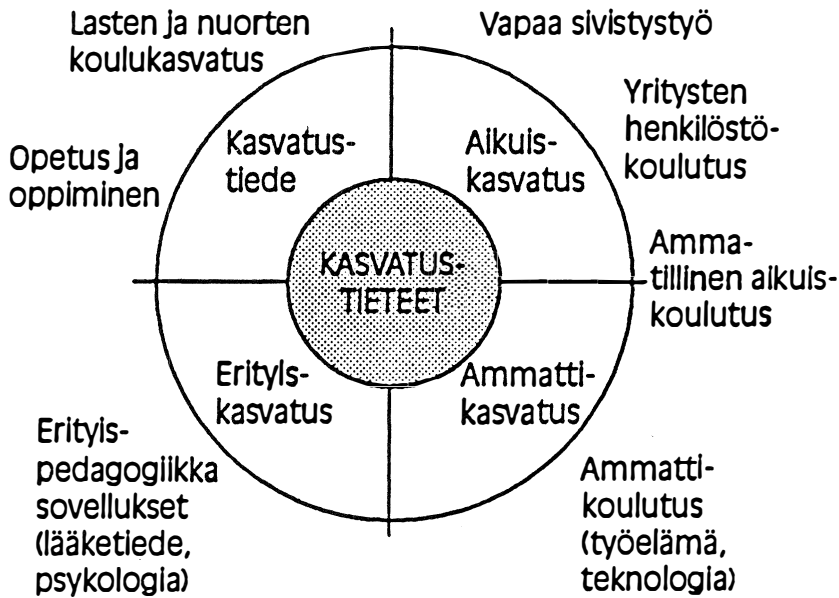 Lasten ja nuorten
koulukasvatus
Vapaa sivistystyö
Yritysten
henkilöstö-
koulutus
Opetus ja
oppiminen
Kasvatus-
tiede
Aikuis-
kasvatus
KASVATUS-
TIETEET
Amma-
tillinen aikuis-
koulutus
Erityis-
kasvatus
Ammatti-
kasvatus
Erityis-
pedagogiikka
sovellukset
(lääketiede,
psykologia)
Ammatti-
koulutus
(työelämä,
teknologia)